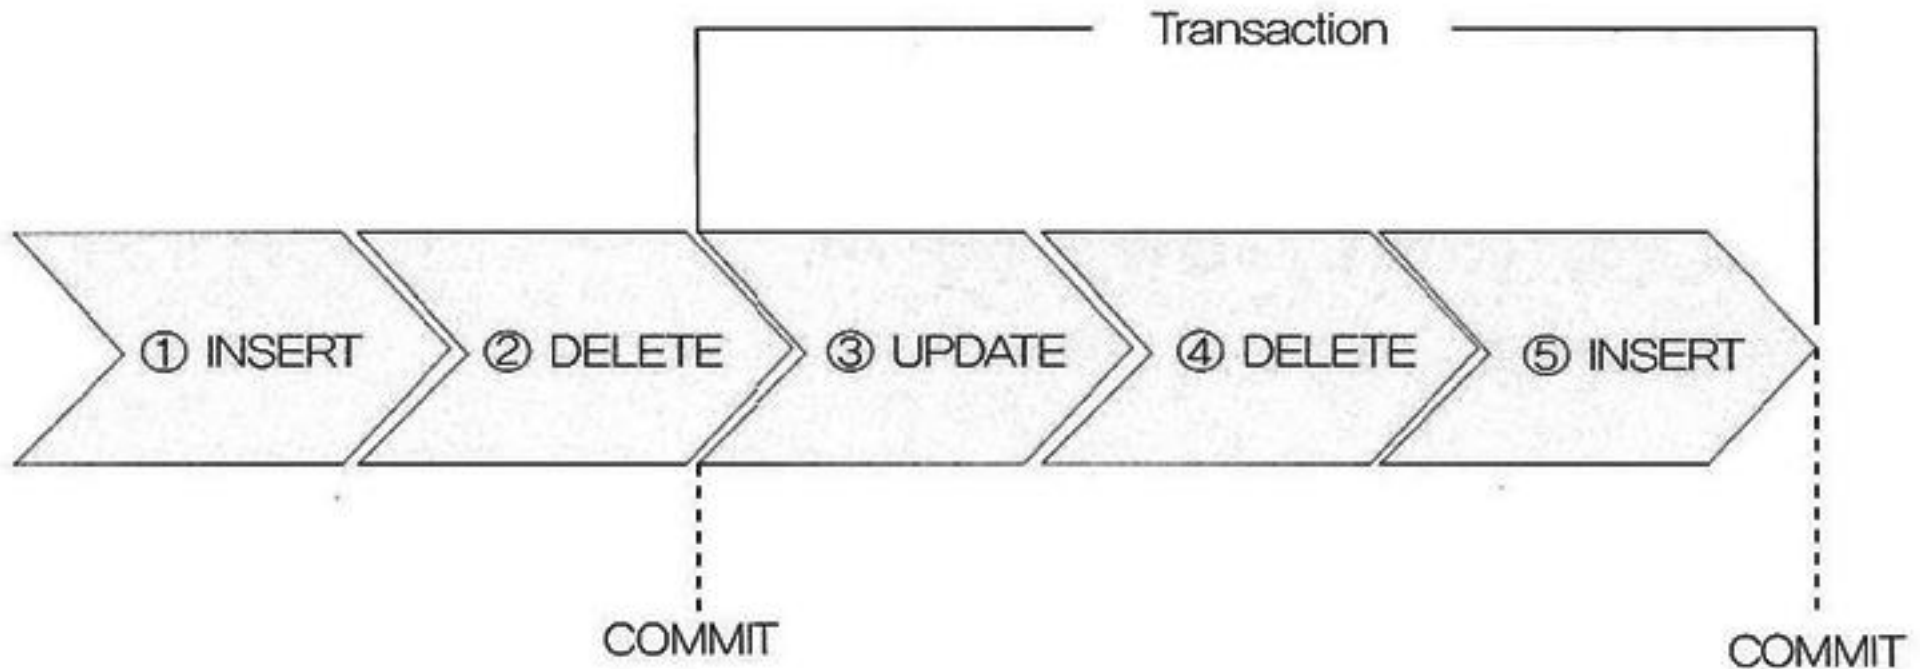 Transaction
① INSERT
② DELETE
③ UPDATE
④ DELETE
⑤ INSERT
COMMIT
COMMIT